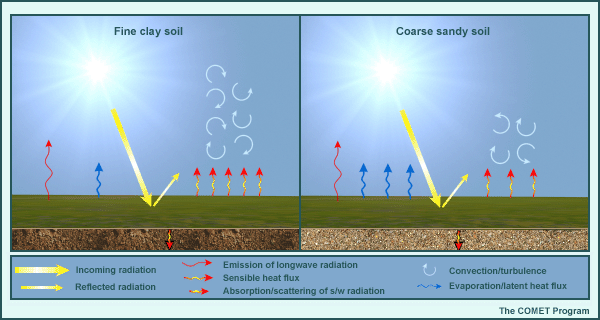 Fine clay soil
Coarse sandy soil
Incoming radiation
Reflected radiation
Emission of longwave radiation
Sensible heat flux
Absorption/scattering of s/w radiation
Convection/turbulence
Evaporation/latent heat flux
The COMET Program